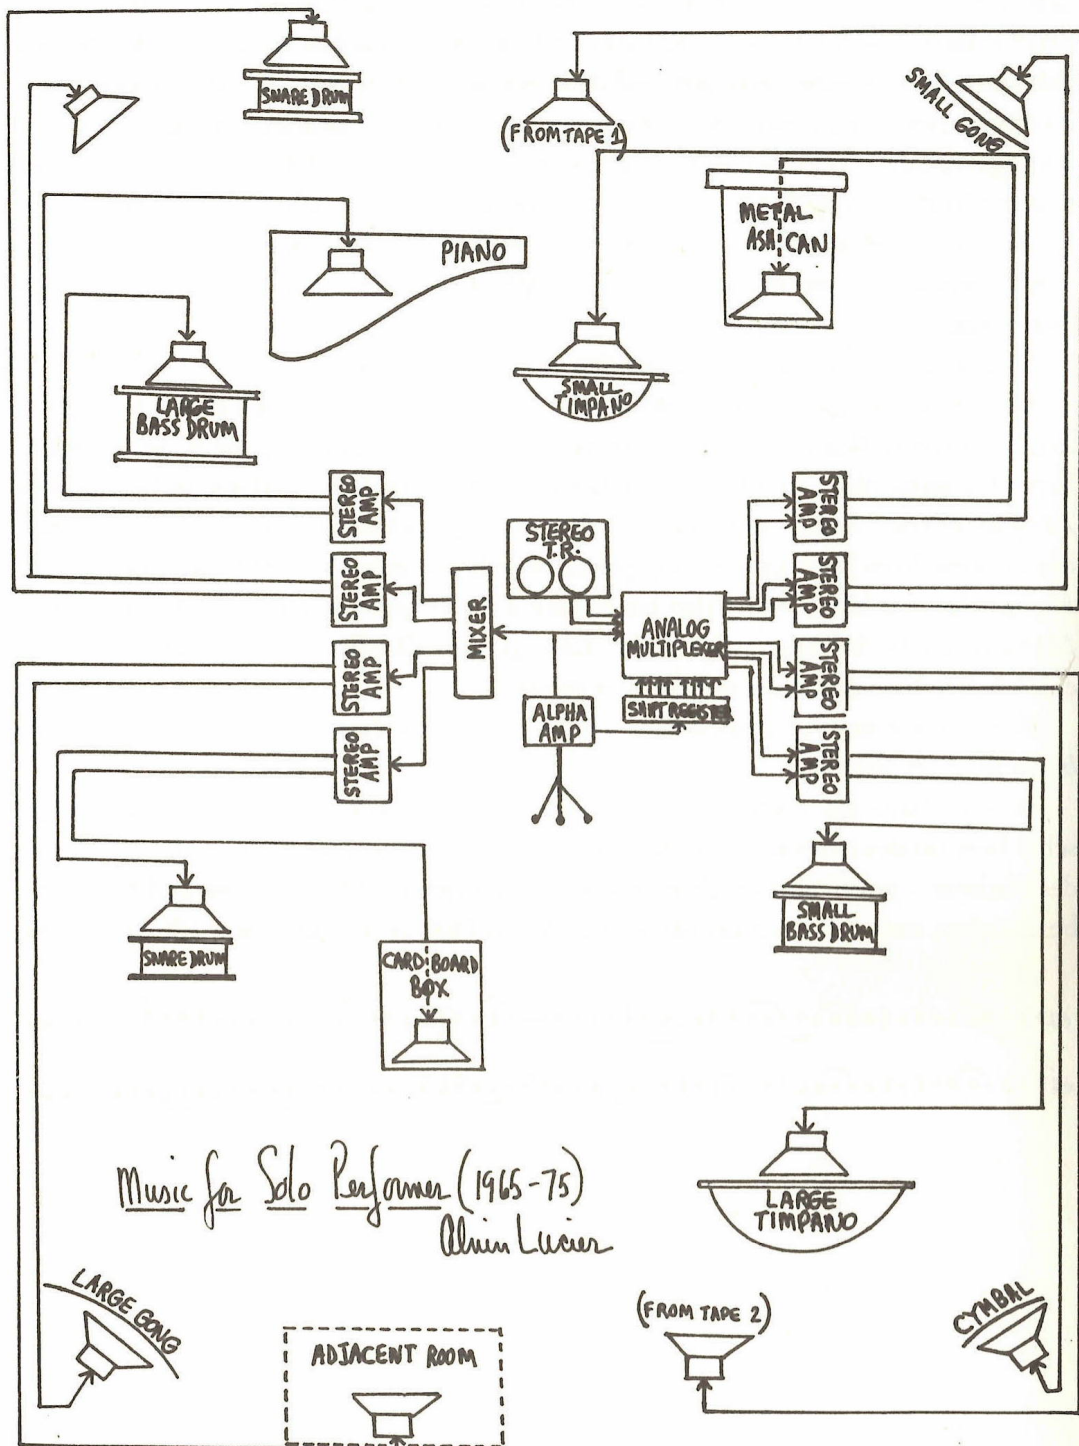 SNARE DRUM
(FROM TAPE 1)
SMALL GONG
PIANO
METAL
ASH CAN
LARGE
BASS DRUM
SMALL
TIMPANO
STEREO
AMP
STEREO
AMP
STEREO
AMP
STEREO
AMP
MIXER
STEREO
T.R.
ANALOG
MULTIPLEXER
SHIFT REGISTER
ALPHA
AMP
STEREO
AMP
STEREO
AMP
STEREO
AMP
STEREO
AMP
SNARE DRUM
CARD BOARD
BOX
SMALL
BASS DRUM
Music for Solo Performer (1965-75)
Alvin Lucier
LARGE
TIMPANO
LARGE GONG
ADJACENT ROOM
(FROM TAPE 2)
CYMBAL